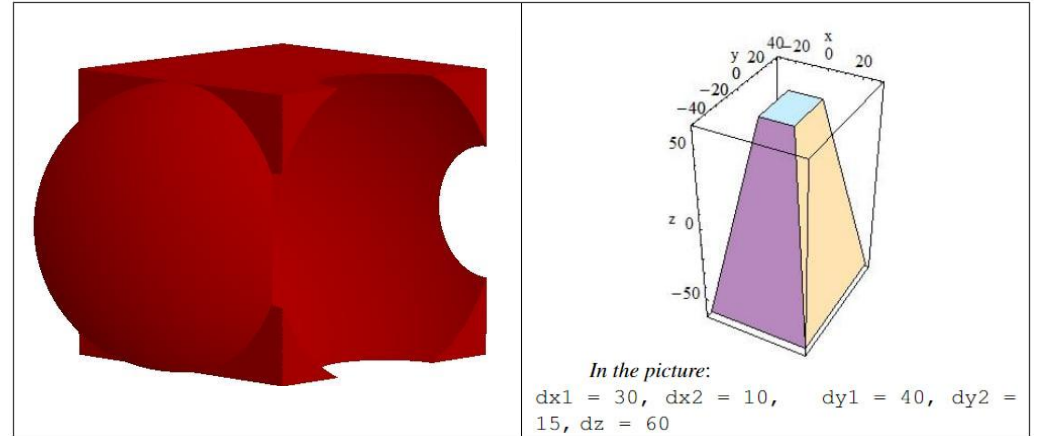 x
40 -20 0 20
y 20
0
-20
-40
50
z 0
-50
In the picture:
dx1 = 30, dx2 = 10, dy1 = 40, dy2 =
15, dz = 60